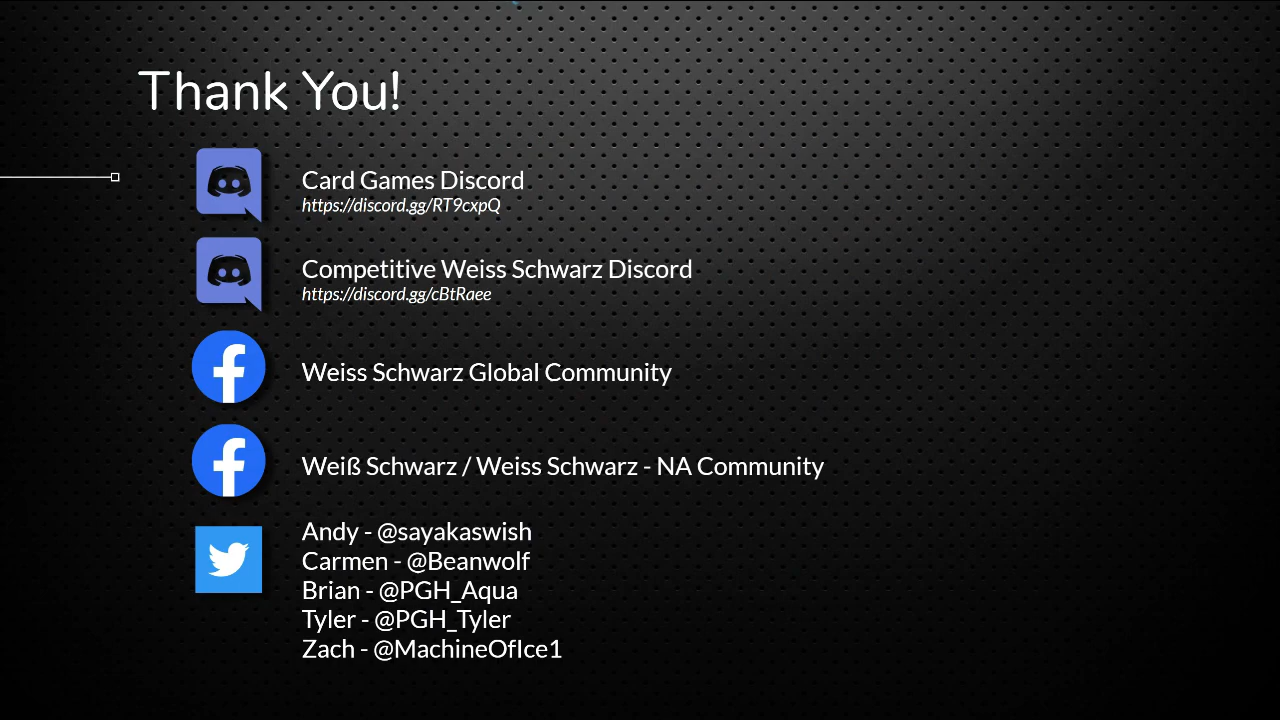 Thank You!
Card Games Discord
https://discord.gg/RT9cxpQ
Competitive Weiss Schwarz Discord
https://discord.gg/cBtRaee
Weiss Schwarz Global Community
Weiß Schwarz / Weiss Schwarz - NA Community
Andy - @sayakaswish
Carmen - @Beanwolf
Brian - @PGH_Aqua
Tyler - @PGH_Tyler
Zach - @MachineOfIce1